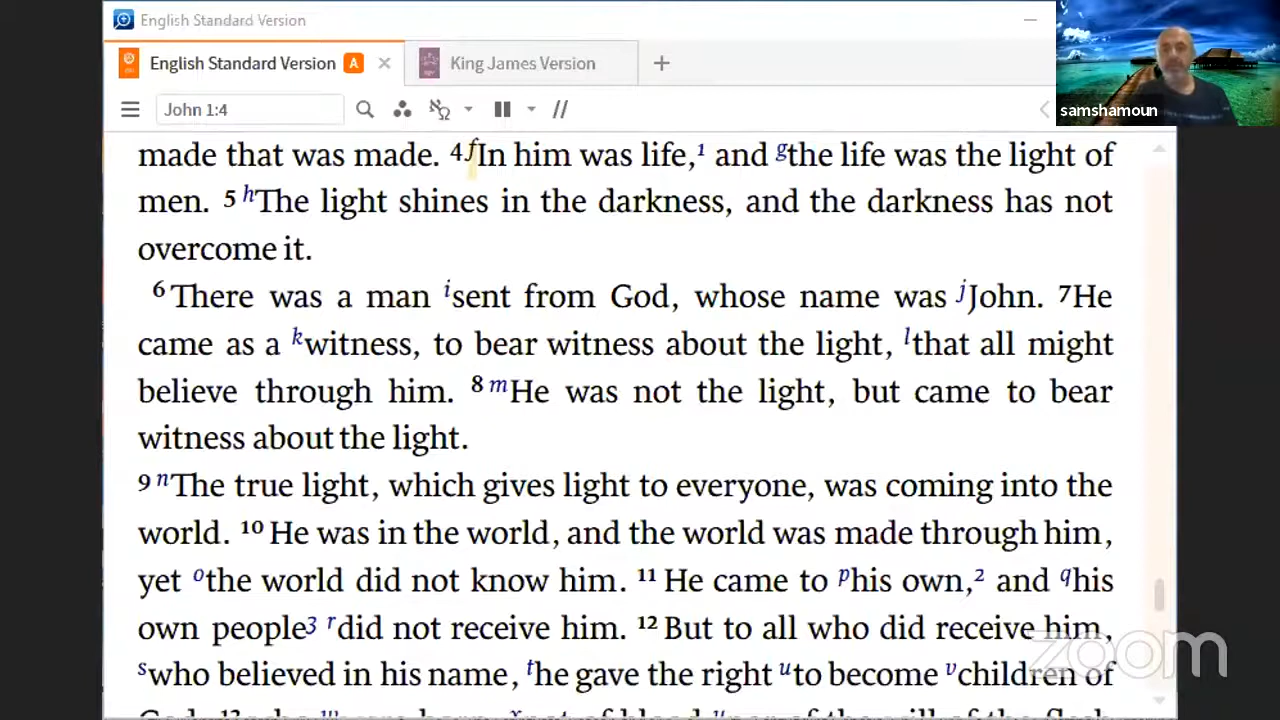 English Standard Version
English Standard Version A
King James Version
John 1:4
samshamoun
made that was made. 4 f In him was life,1 and g the life was the light of
men. 5 h The light shines in the darkness, and the darkness has not
overcome it.
6 There was a man i sent from God, whose name was j John. 7 He
came as a k witness, to bear witness about the light, l that all might
believe through him. 8 m He was not the light, but came to bear
witness about the light.
9 n The true light, which gives light to everyone, was coming into the
world. 10 He was in the world, and the world was made through him,
yet o the world did not know him. 11 He came to p his own,2 and q his
own people3 r did not receive him. 12 But to all who did receive him,
s who believed in his name, t he gave the right u to become v children of
zoom